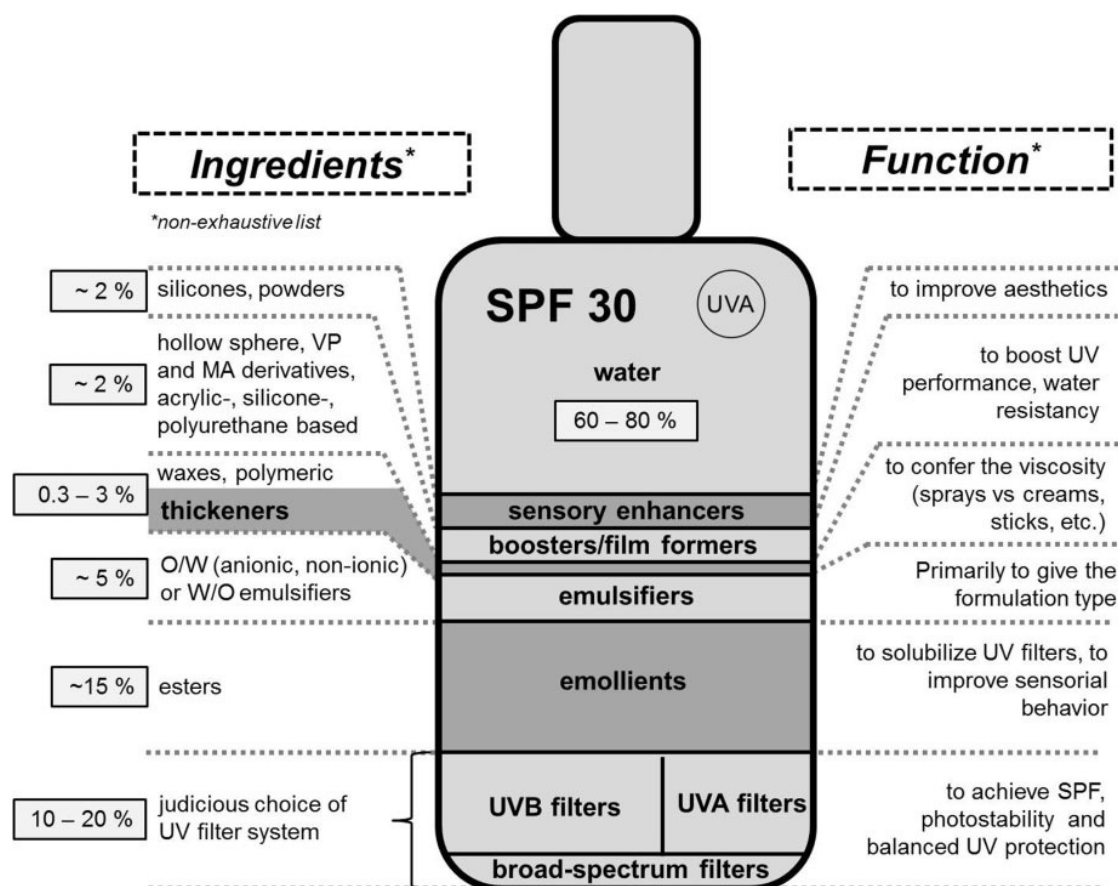 Ingredients*
*non-exhaustive list
~ 2 %
silicones, powders
~ 2 %
hollow sphere, VP
and MA derivatives,
acrylic-, silicone-,
polyurethane based
0.3 – 3 %
waxes, polymeric
thickeners
~ 5 %
O/W (anionic, non-ionic)
or W/O emulsifiers
~15 %
esters
10 – 20 %
judicious choice of
UV filter system
SPF 30
UVA
water
60 – 80 %
sensory enhancers
boosters/film formers
emulsifiers
emollients
UVB filters
UVA filters
broad-spectrum filters
Function*
to improve aesthetics
to boost UV
performance, water
resistancy
to confer the viscosity
(sprays vs creams,
sticks, etc.)
Primarily to give the
formulation type
to solubilize UV filters, to
improve sensorial
behavior
to achieve SPF,
photostability and
balanced UV protection